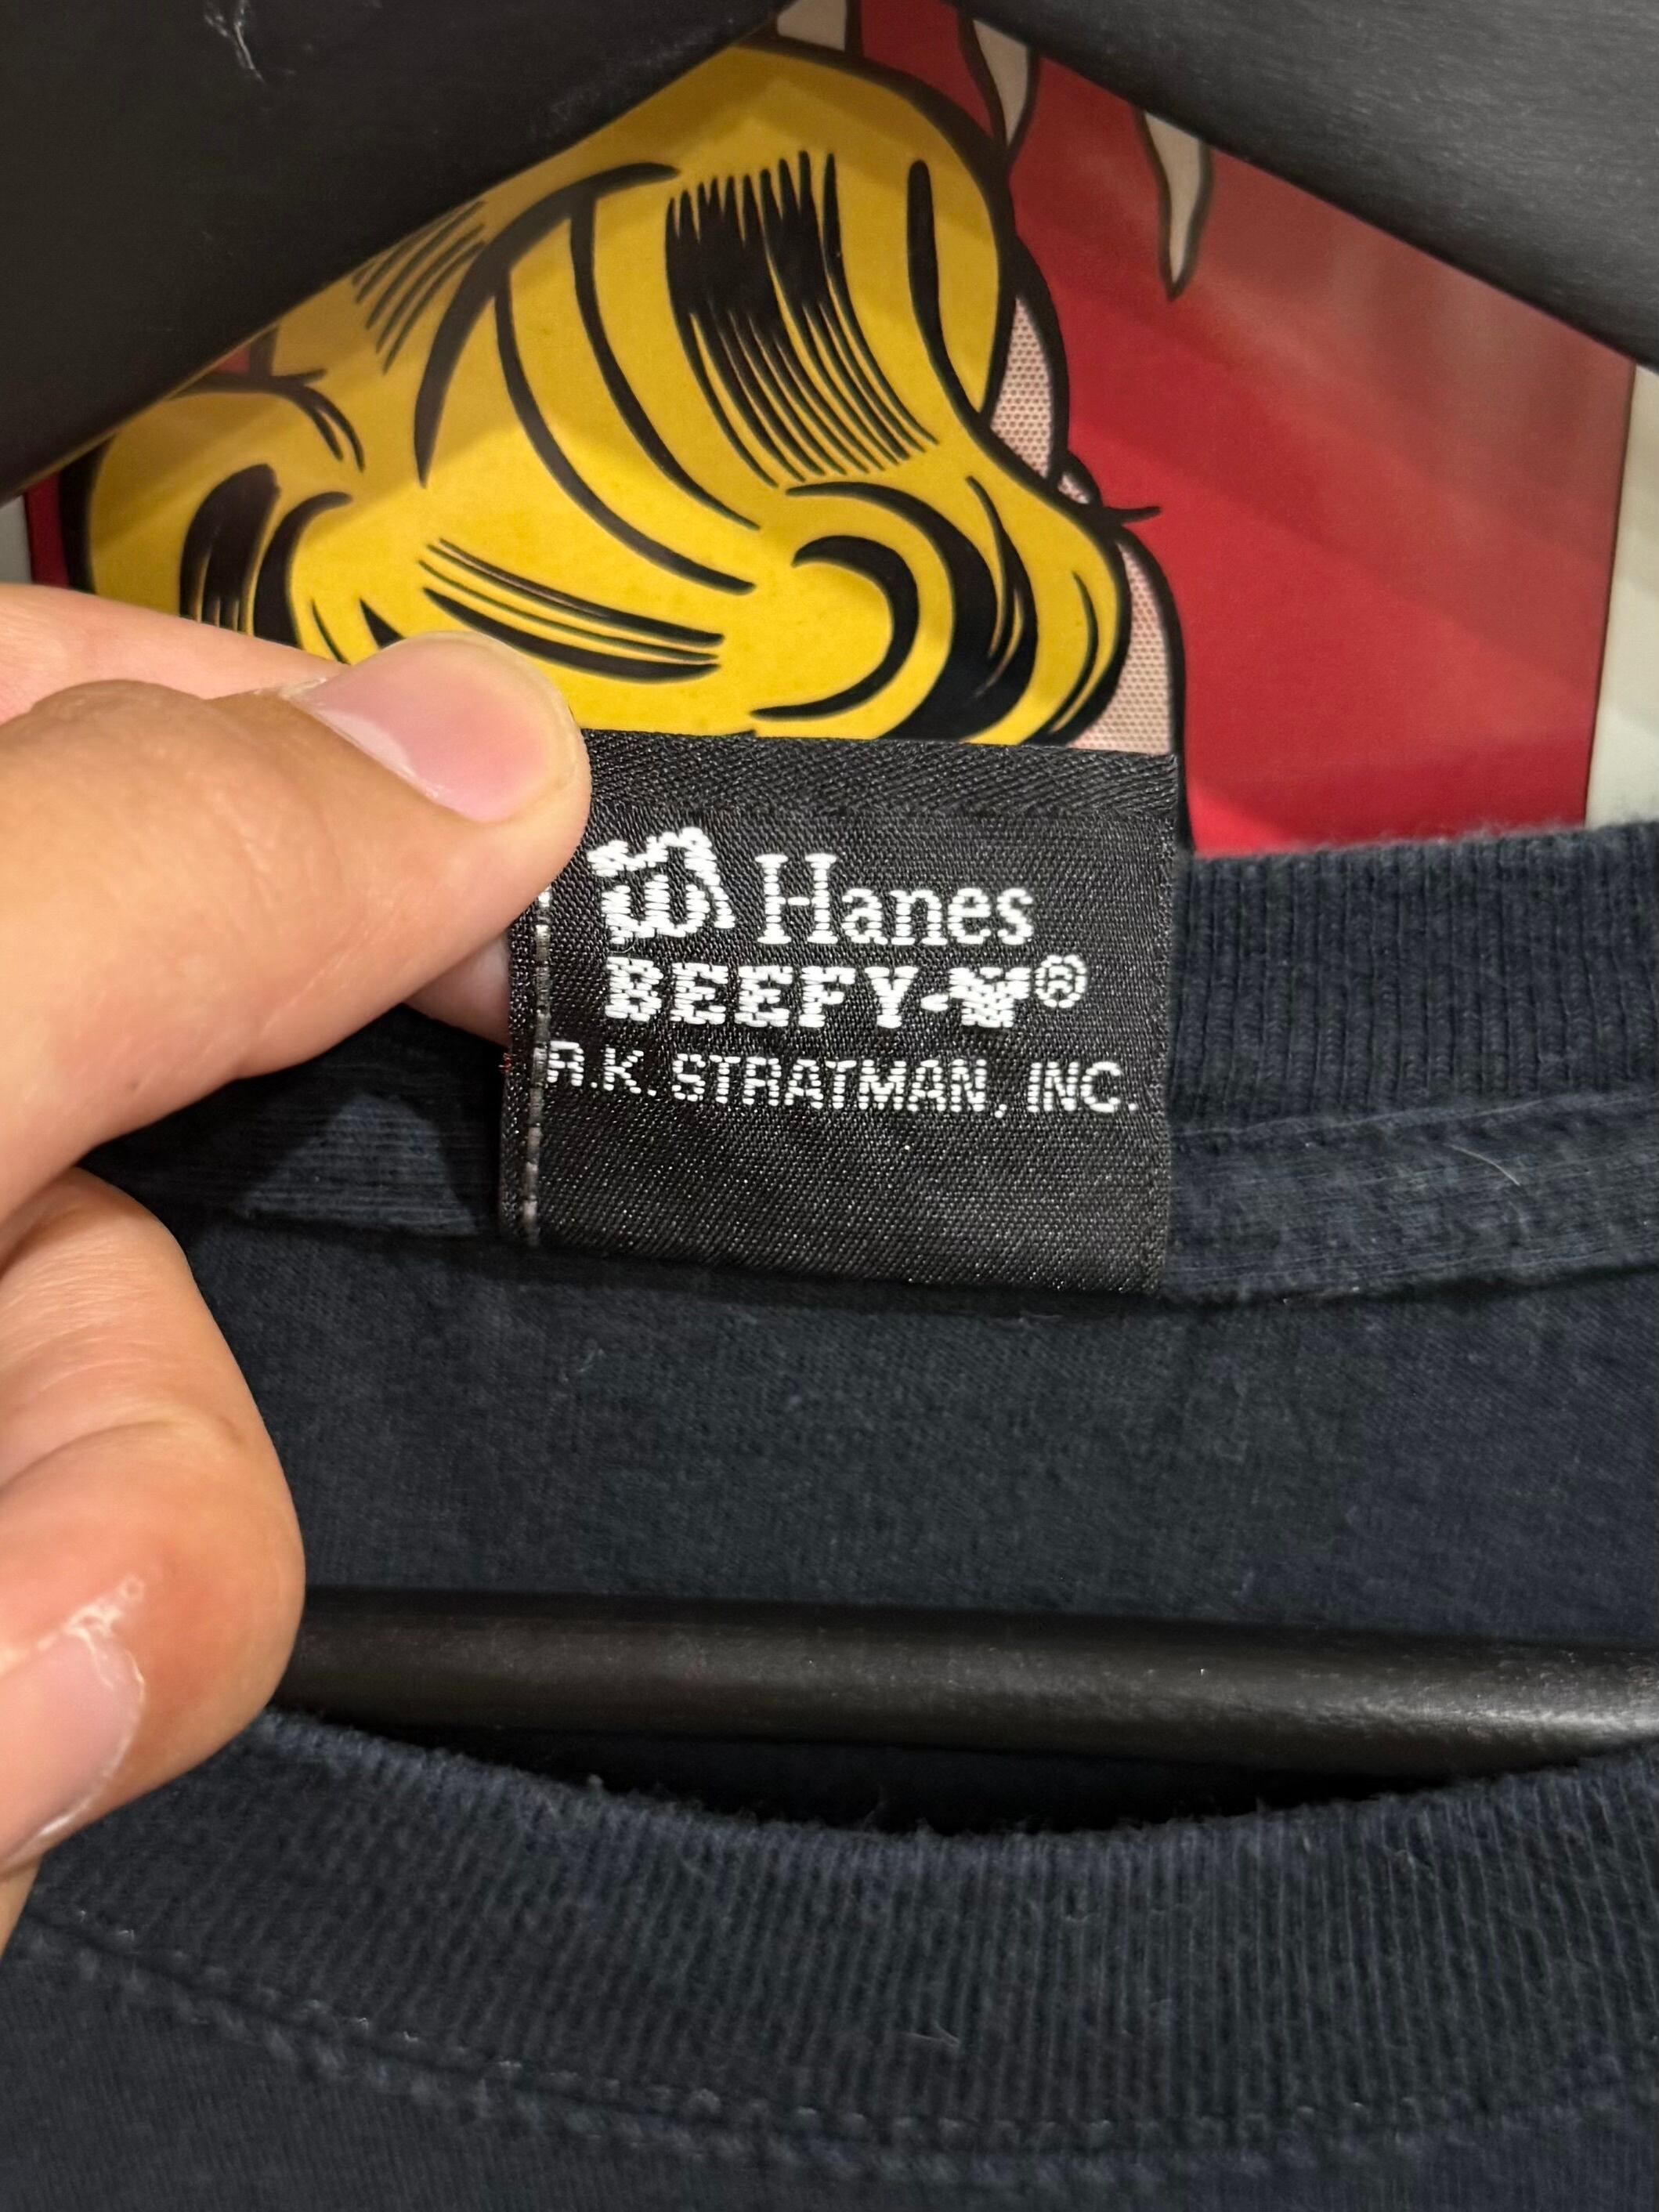 Hanes
BEEFY-T®
R.K. STRATMAN, INC.